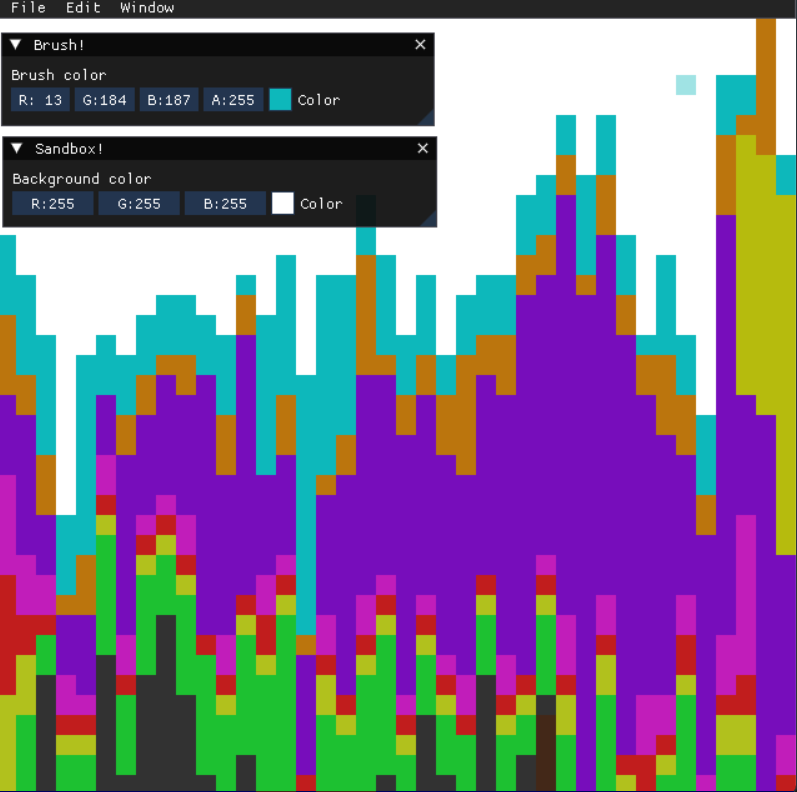 File Edit Window
▼ Brush! ✕
Brush color
R: 13 G:184 B:187 A:255 Color
▼ Sandbox! ✕
Background color
R:255 G:255 B:255 Color